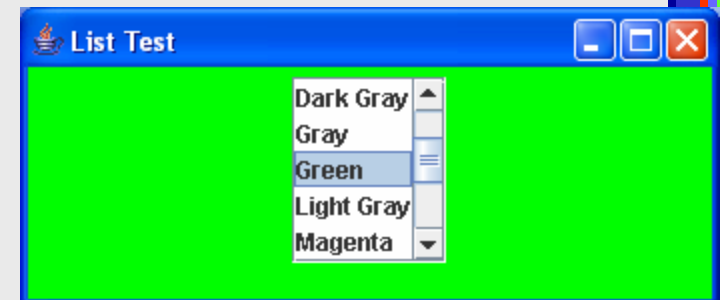 List Test
Dark Gray
Gray
Green
Light Gray
Magenta